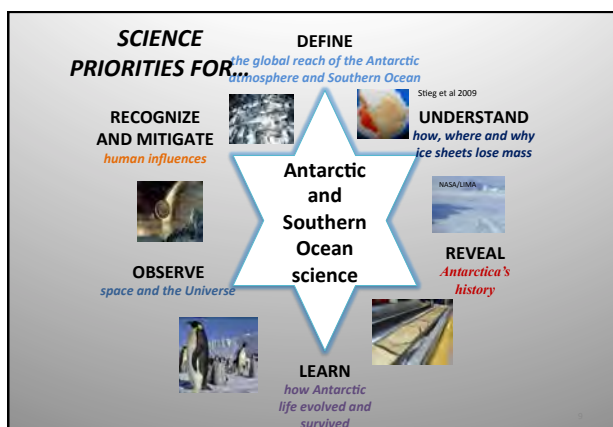 SCIENCE
PRIORITIES FOR...
DEFINE
the global reach of the Antarctic
atmosphere and Southern Ocean
Stieg et al 2009
UNDERSTAND
how, where and why
ice sheets lose mass
NASA/LIMA
REVEAL
Antarctica's
history
LEARN
how Antarctic
life evolved and
survived
OBSERVE
space and the Universe
RECOGNIZE
AND MITIGATE
human influences
Antarctic
and
Southern
Ocean
science